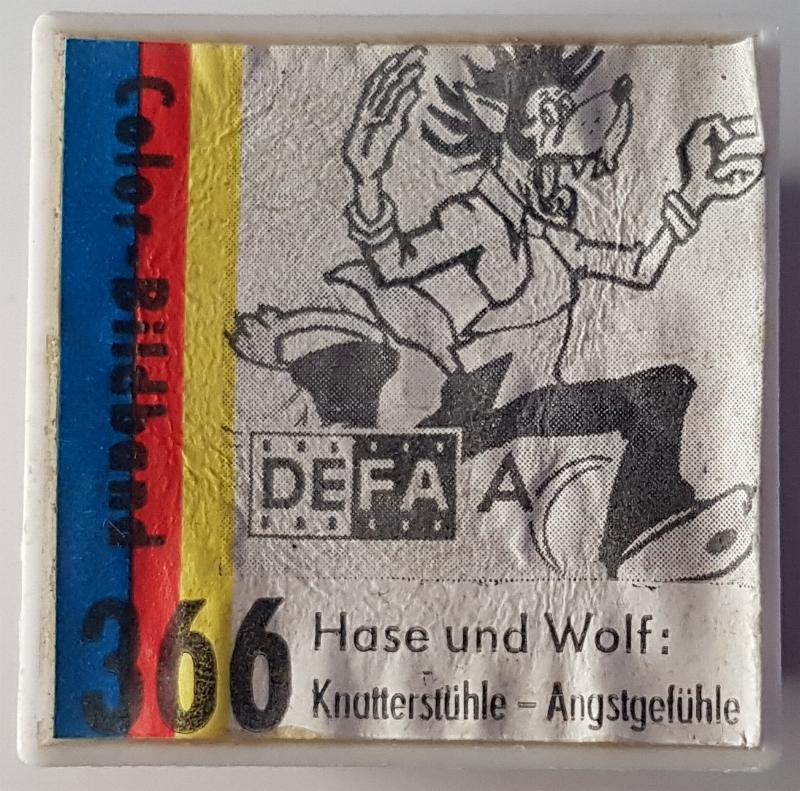 Color-Bildband
DEFA A
366
Hase und Wolf:
Knatterstühle – Angstgefühle